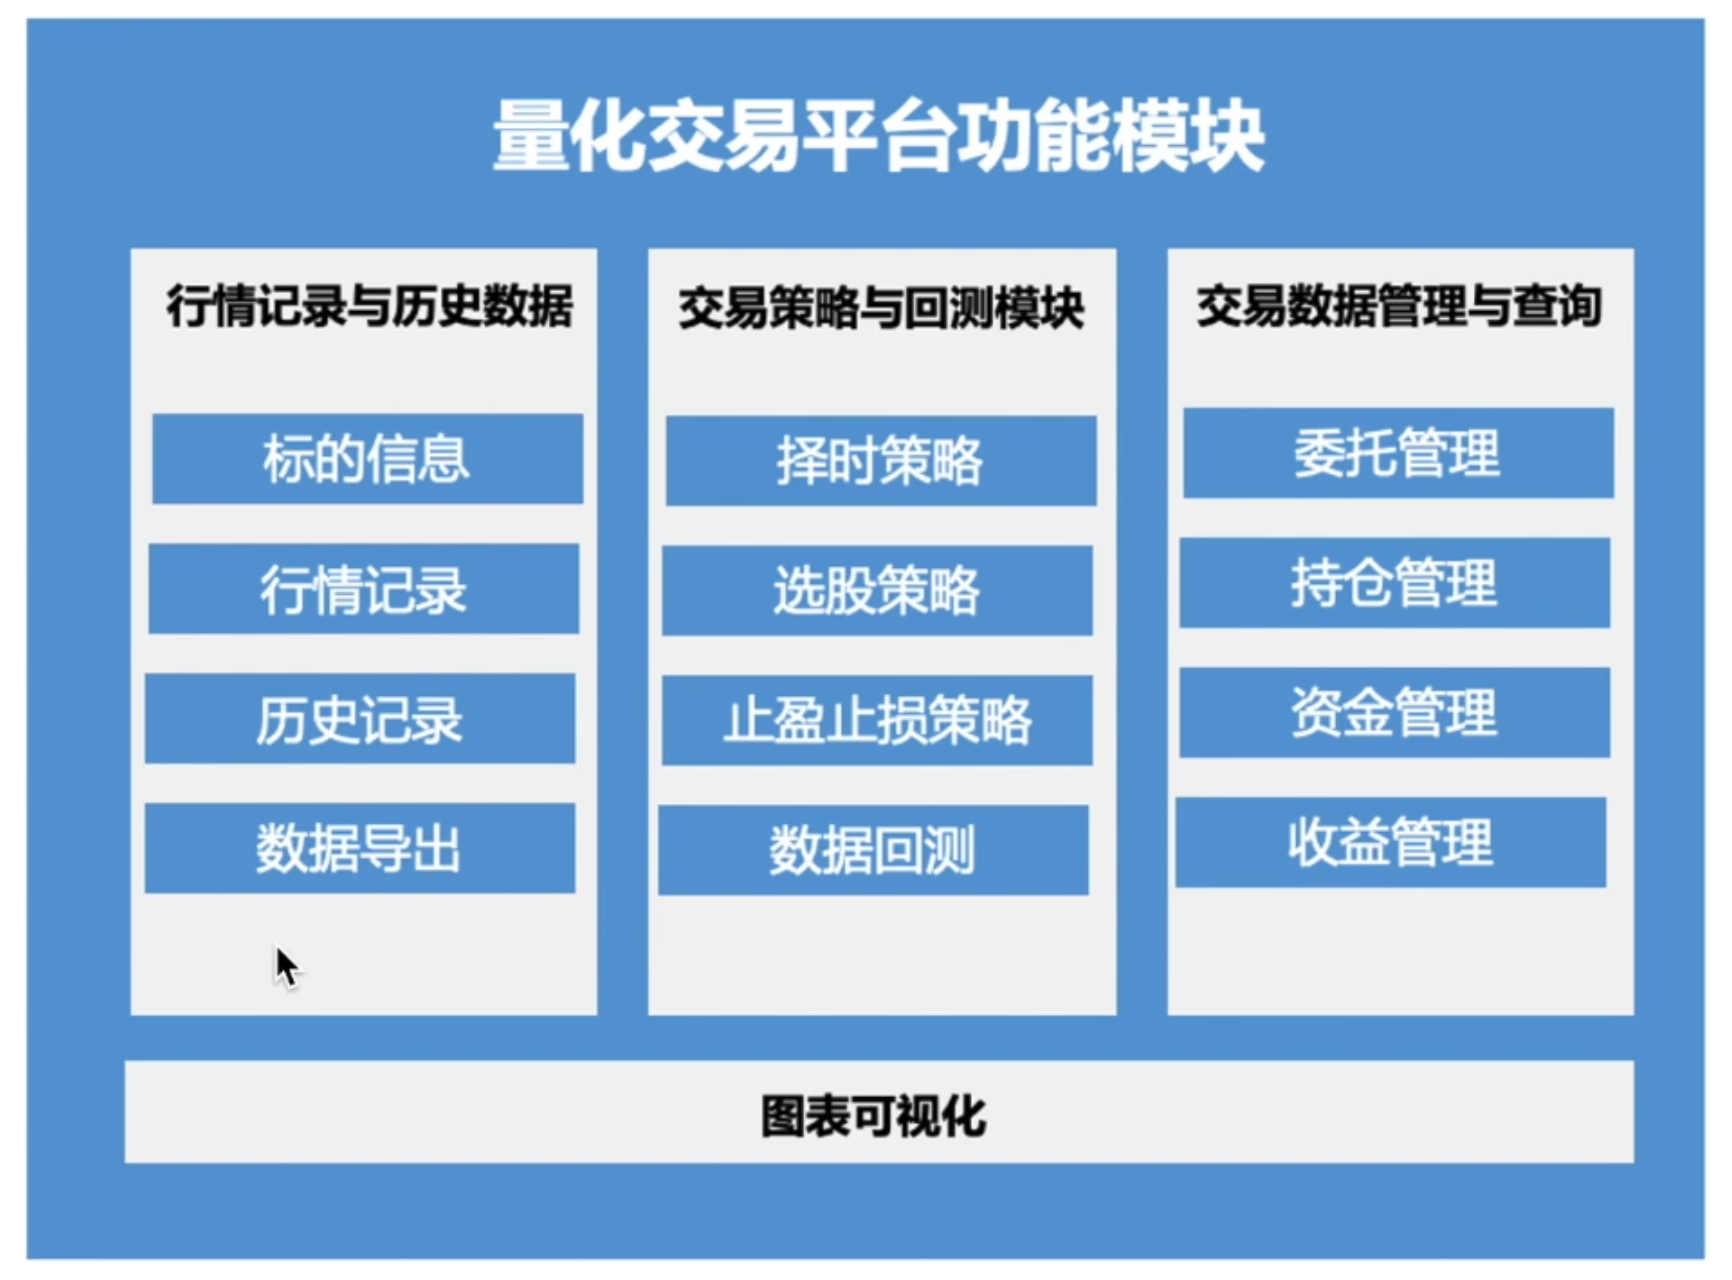 量化交易平台功能模块
行情记录与历史数据
标的信息
行情记录
历史记录
数据导出
交易策略与回测模块
择时策略
选股策略
止盈止损策略
数据回测
交易数据管理与查询
委托管理
持仓管理
资金管理
收益管理
图表可视化